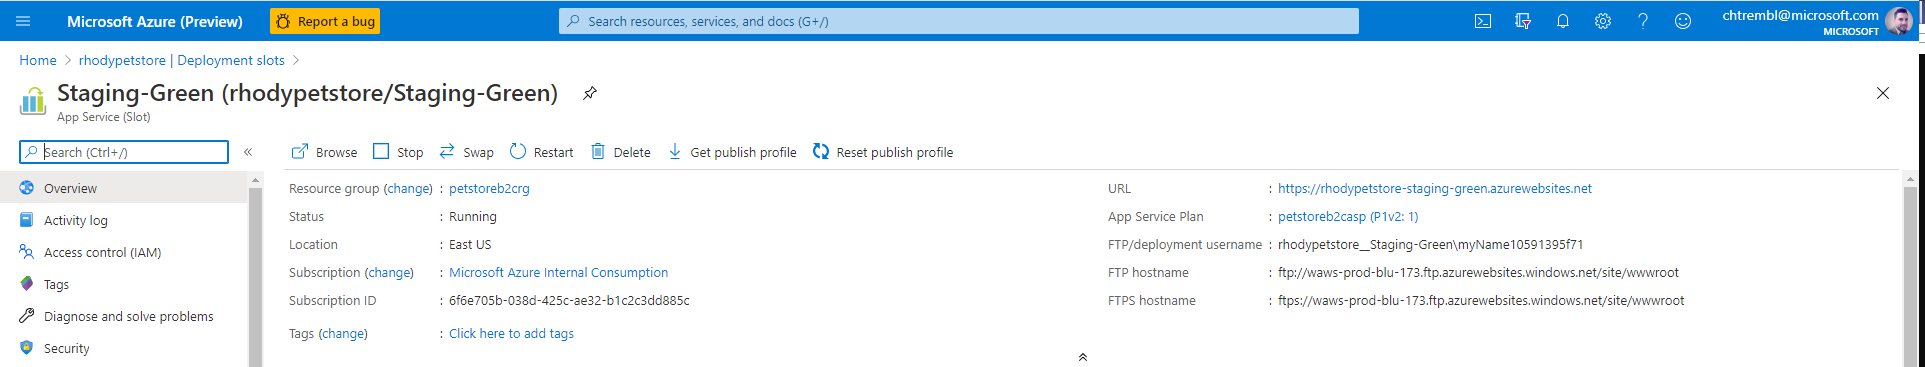 Microsoft Azure (Preview)
Report a bug
Search resources, services, and docs (G+/)
chtrembl@microsoft.com
MICROSOFT
Home > rhodypetstore | Deployment slots >
Staging-Green (rhodypetstore/Staging-Green)
App Service (Slot)
Search (Ctrl+/)
«
Browse Stop Swap Restart Delete Get publish profile Reset publish profile
Overview
Activity log
Access control (IAM)
Tags
Diagnose and solve problems
Security
Resource group (change) : petstoreb2crg
Status : Running
Location : East US
Subscription (change) : Microsoft Azure Internal Consumption
Subscription ID : 6f6e705b-038d-425c-ae32-b1c2c3dd885c
Tags (change) : Click here to add tags
URL : https://rhodypetstore-staging-green.azurewebsites.net
App Service Plan : petstoreb2casp (P1v2: 1)
FTP/deployment username : rhodypetstore__Staging-Green\myName10591395f71
FTP hostname : ftp://waws-prod-blu-173.ftp.azurewebsites.windows.net/site/wwwroot
FTPS hostname : ftps://waws-prod-blu-173.ftp.azurewebsites.windows.net/site/wwwroot